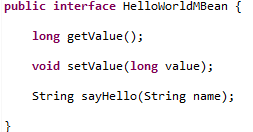 public interface HelloWorldMBean {
long getValue();
void setValue(long value);
String sayHello(String name);
}